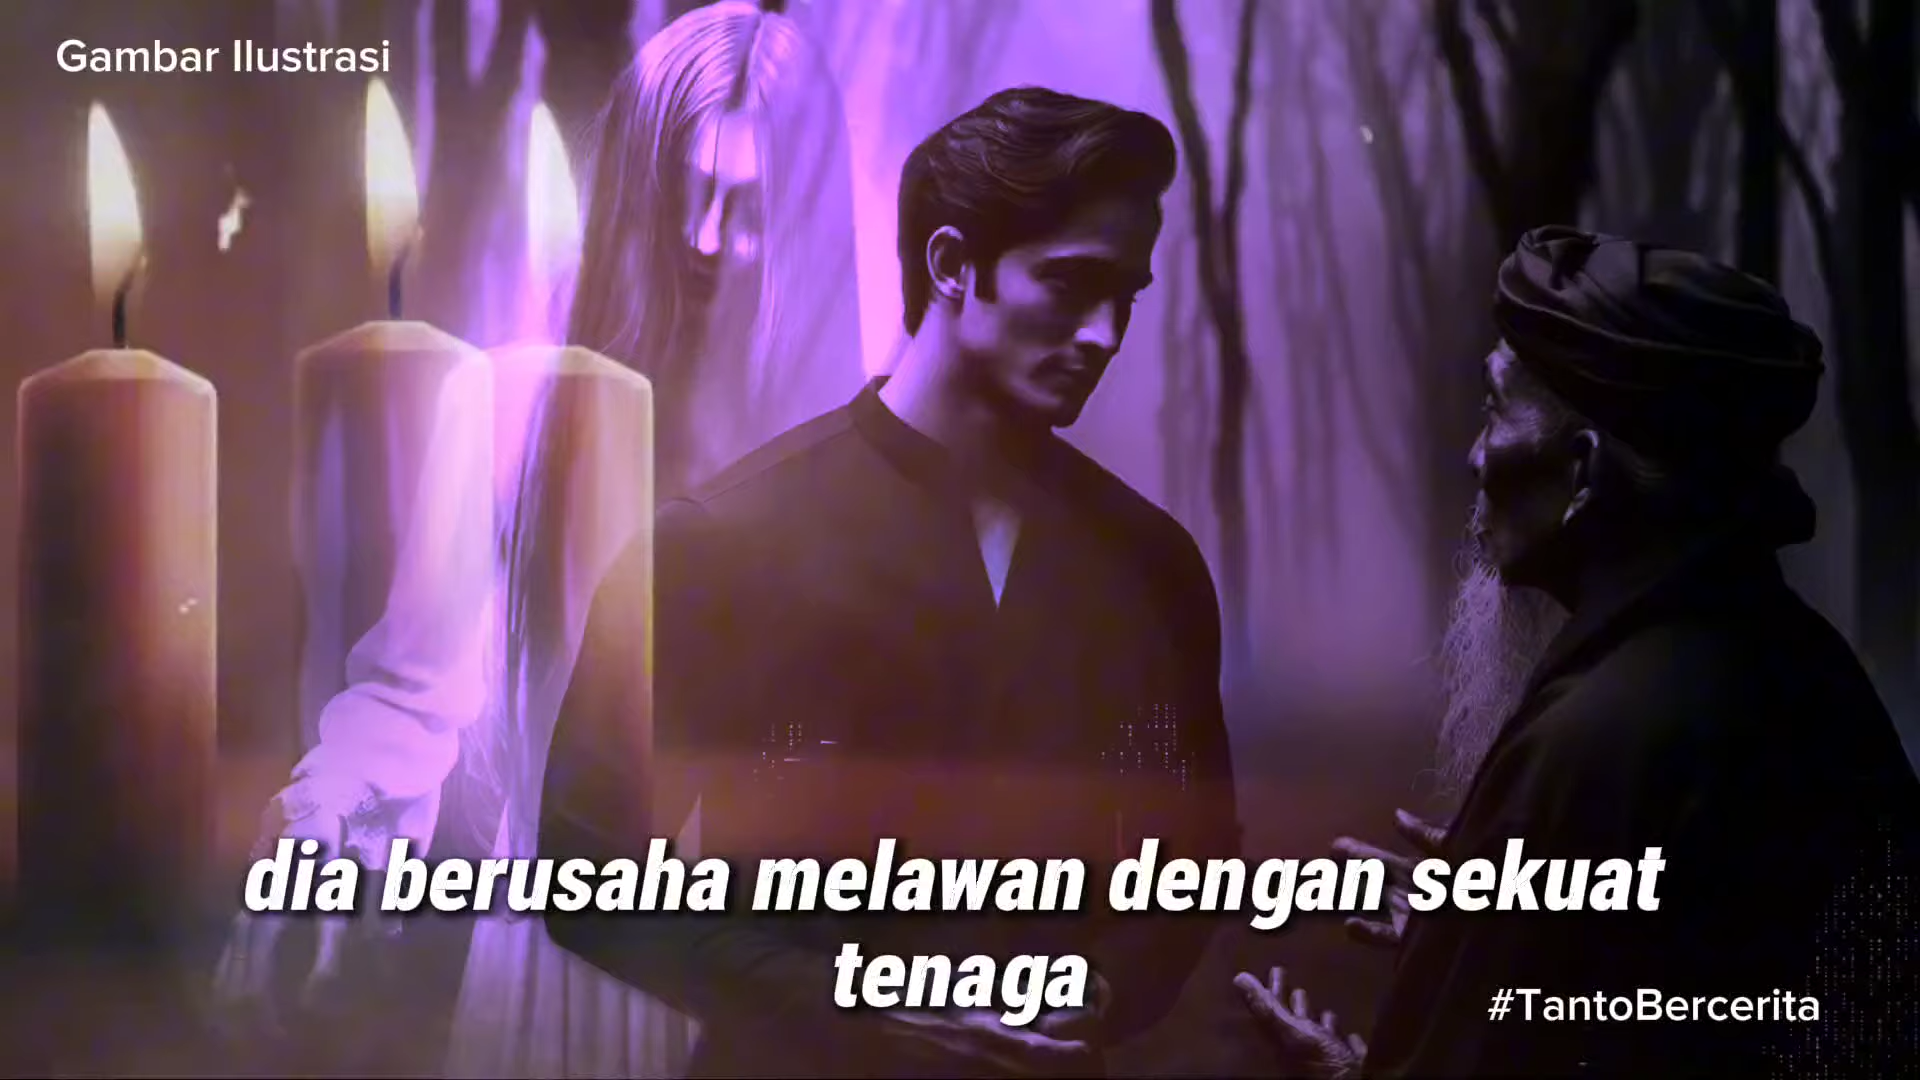 Gambar Ilustrasi
dia berusaha melawan dengan sekuat
tenaga
#TantoBercerita